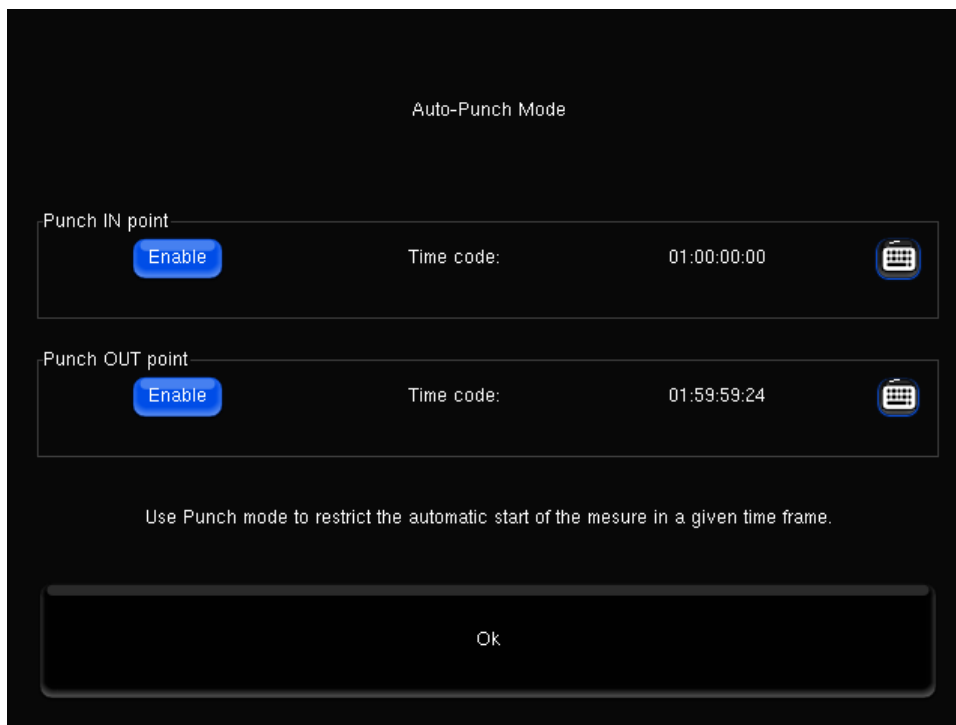 Auto-Punch Mode
Punch IN point
Enable Time code: 01:00:00:00
Punch OUT point
Enable Time code: 01:59:59:24
Use Punch mode to restrict the automatic start of the mesure in a given time frame.
Ok